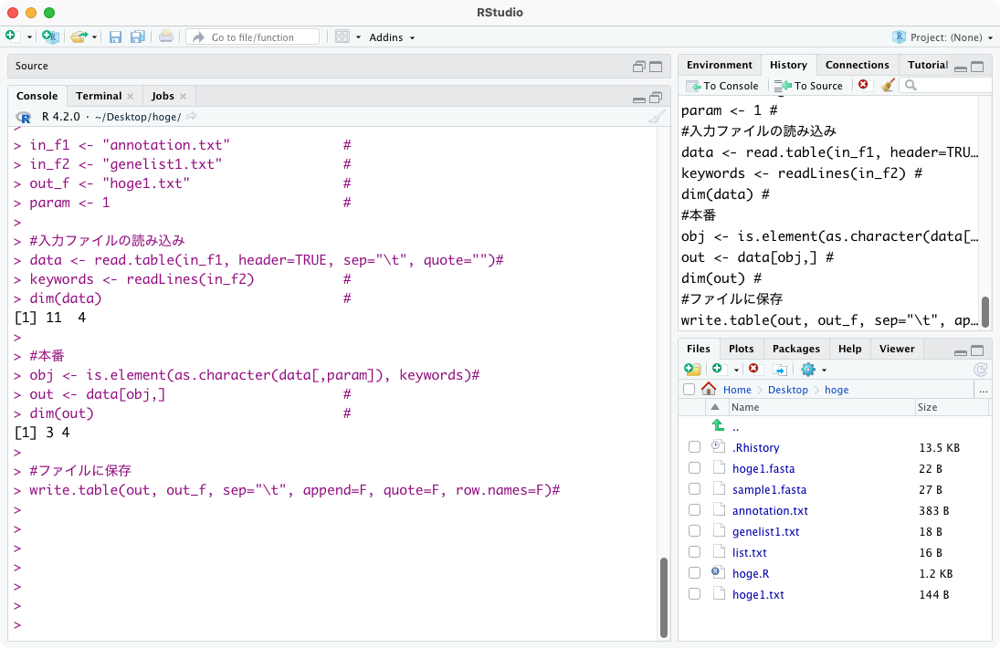 RStudio
Go to file/function
Addins
Project: (None)
Source
Console Terminal Jobs
R 4.2.0 · ~/Desktop/hoge/
>
> in_f1 <- "annotation.txt" #
> in_f2 <- "genelist1.txt" #
> out_f <- "hoge1.txt" #
> param <- 1 #
>
> #入力ファイルの読み込み
> data <- read.table(in_f1, header=TRUE, sep="\t", quote="")#
> keywords <- readLines(in_f2) #
> dim(data) #
[1] 11  4
>
> #本番
> obj <- is.element(as.character(data[,param]), keywords)#
> out <- data[obj,] #
> dim(out) #
[1] 3 4
>
> #ファイルに保存
> write.table(out, out_f, sep="\t", append=F, quote=F, row.names=F)#
>
>
>
>
>
>
>
Environment History Connections Tutorial
To Console To Source
param <- 1 #
#入力ファイルの読み込み
data <- read.table(in_f1, header=TRU…
keywords <- readLines(in_f2) #
dim(data) #
#本番
obj <- is.element(as.character(data[…
out <- data[obj,] #
dim(out) #
#ファイルに保存
write.table(out, out_f, sep="\t", ap…
Files Plots Packages Help Viewer
Home Desktop hoge ...
Name Size
..
.Rhistory 13.5 KB
hoge1.fasta 22 B
sample1.fasta 27 B
annotation.txt 383 B
genelist1.txt 18 B
list.txt 16 B
hoge.R 1.2 KB
hoge1.txt 144 B